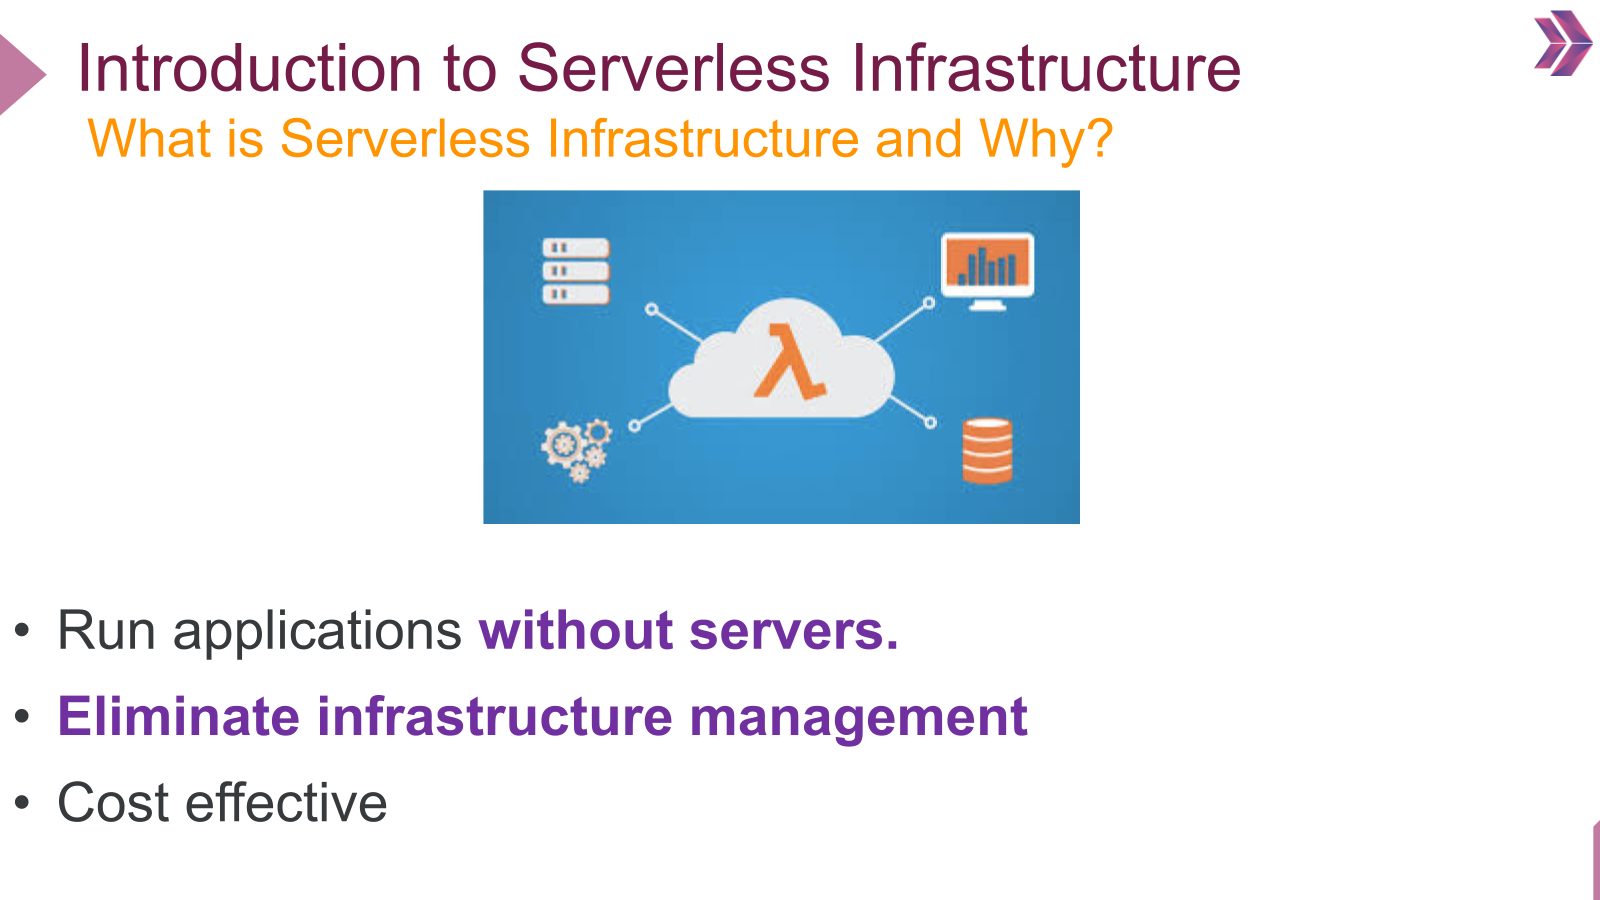 Introduction to Serverless Infrastructure
What is Serverless Infrastructure and Why?
λ
• Run applications without servers.
• Eliminate infrastructure management
• Cost effective